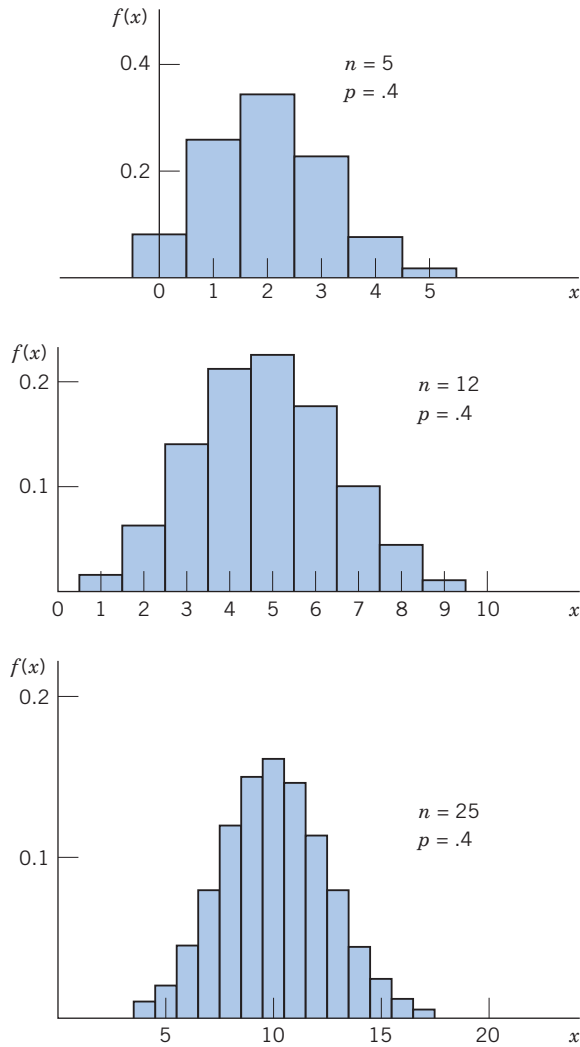 f(x)
0.4
n = 5
p = .4
0.2
0 1 2 3 4 5 x
f(x)
0.2
n = 12
p = .4
0.1
0 1 2 3 4 5 6 7 8 9 10 x
f(x)
0.2
n = 25
p = .4
0.1
5 10 15 20 x